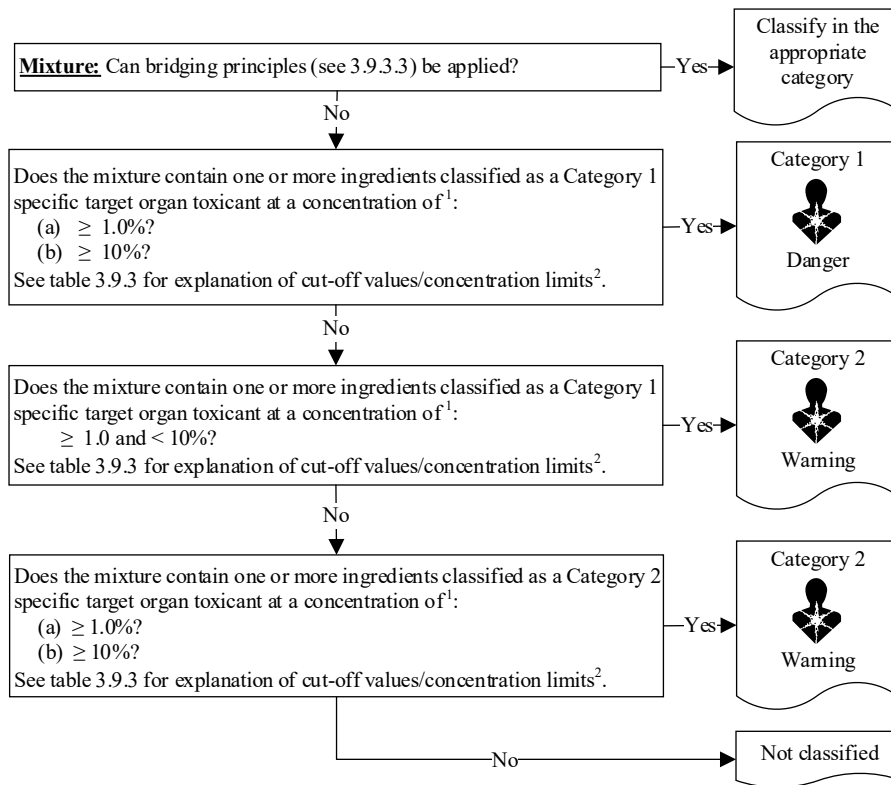 Classify in the
appropriate
category
Mixture: Can bridging principles (see 3.9.3.3) be applied?
Yes
No
Does the mixture contain one or more ingredients classified as a Category 1
specific target organ toxicant at a concentration of ¹:
(a) ≥ 1.0%?
(b) ≥ 10%?
See table 3.9.3 for explanation of cut-off values/concentration limits².
Yes
Category 1
Danger
No
Does the mixture contain one or more ingredients classified as a Category 1
specific target organ toxicant at a concentration of ¹:
≥ 1.0 and < 10%?
See table 3.9.3 for explanation of cut-off values/concentration limits².
Yes
Category 2
Warning
No
Does the mixture contain one or more ingredients classified as a Category 2
specific target organ toxicant at a concentration of ¹:
(a) ≥ 1.0%?
(b) ≥ 10%?
See table 3.9.3 for explanation of cut-off values/concentration limits².
Yes
Category 2
Warning
No
Not classified